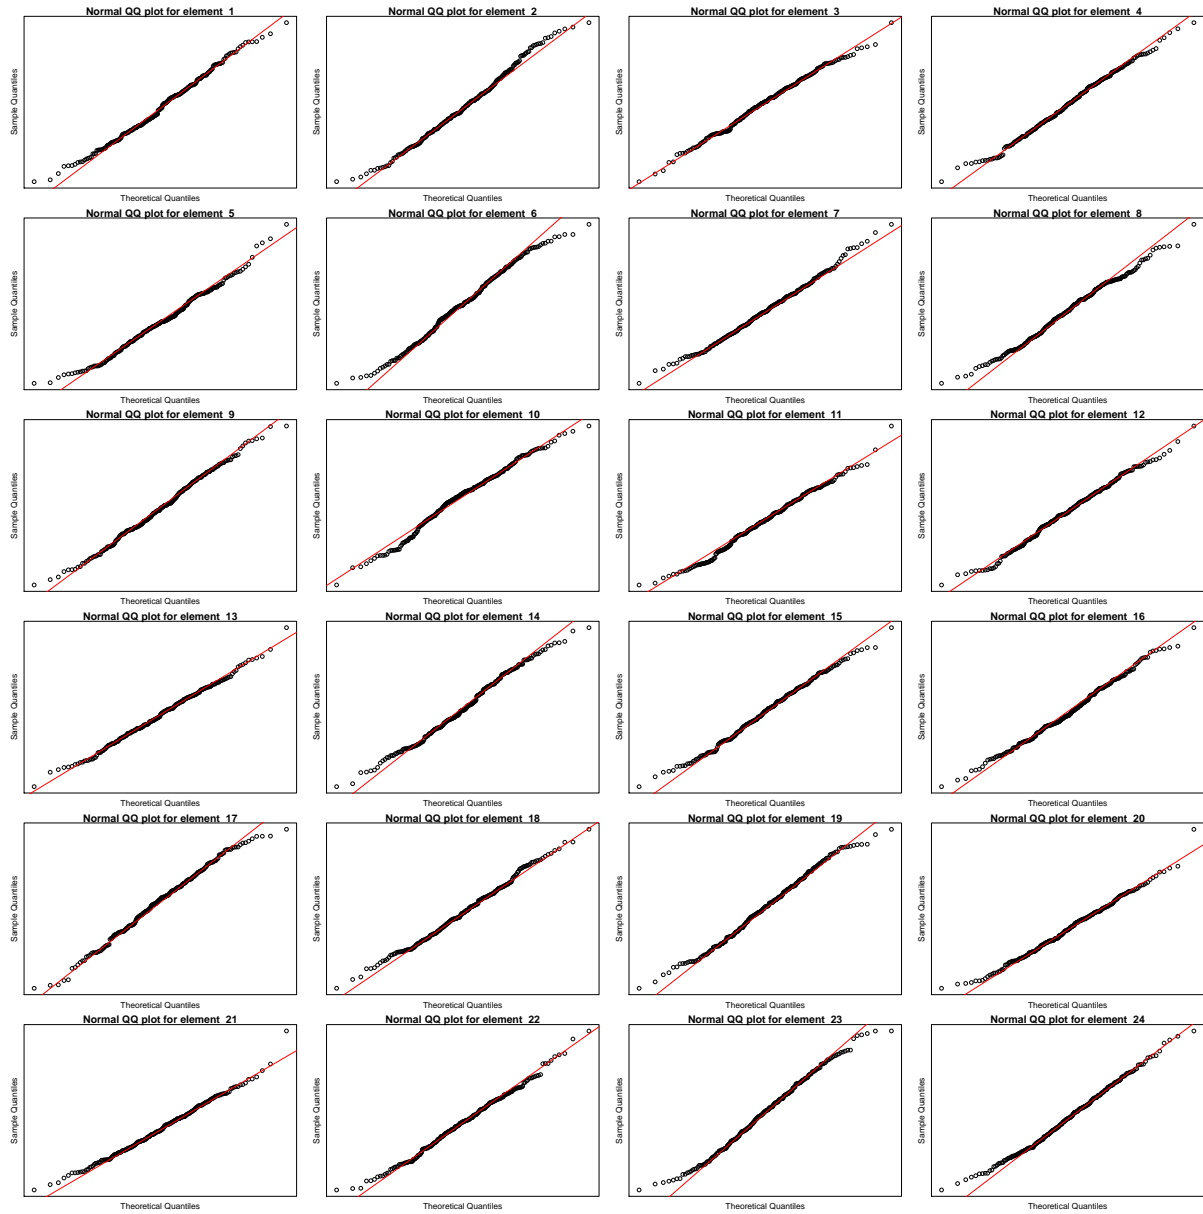 Normal QQ plot for element 1
Normal QQ plot for element 2
Normal QQ plot for element 3
Normal QQ plot for element 4
Sample Quantiles
Sample Quantiles
Sample Quantiles
Sample Quantiles
Theoretical Quantiles
Theoretical Quantiles
Theoretical Quantiles
Theoretical Quantiles
Normal QQ plot for element 5
Normal QQ plot for element 6
Normal QQ plot for element 7
Normal QQ plot for element 8
Sample Quantiles
Sample Quantiles
Sample Quantiles
Sample Quantiles
Theoretical Quantiles
Theoretical Quantiles
Theoretical Quantiles
Theoretical Quantiles
Normal QQ plot for element 9
Normal QQ plot for element 10
Normal QQ plot for element 11
Normal QQ plot for element 12
Sample Quantiles
Sample Quantiles
Sample Quantiles
Sample Quantiles
Theoretical Quantiles
Theoretical Quantiles
Theoretical Quantiles
Theoretical Quantiles
Normal QQ plot for element 13
Normal QQ plot for element 14
Normal QQ plot for element 15
Normal QQ plot for element 16
Sample Quantiles
Sample Quantiles
Sample Quantiles
Sample Quantiles
Theoretical Quantiles
Theoretical Quantiles
Theoretical Quantiles
Theoretical Quantiles
Normal QQ plot for element 17
Normal QQ plot for element 18
Normal QQ plot for element 19
Normal QQ plot for element 20
Sample Quantiles
Sample Quantiles
Sample Quantiles
Sample Quantiles
Theoretical Quantiles
Theoretical Quantiles
Theoretical Quantiles
Theoretical Quantiles
Normal QQ plot for element 21
Normal QQ plot for element 22
Normal QQ plot for element 23
Normal QQ plot for element 24
Sample Quantiles
Sample Quantiles
Sample Quantiles
Sample Quantiles
Theoretical Quantiles
Theoretical Quantiles
Theoretical Quantiles
Theoretical Quantiles